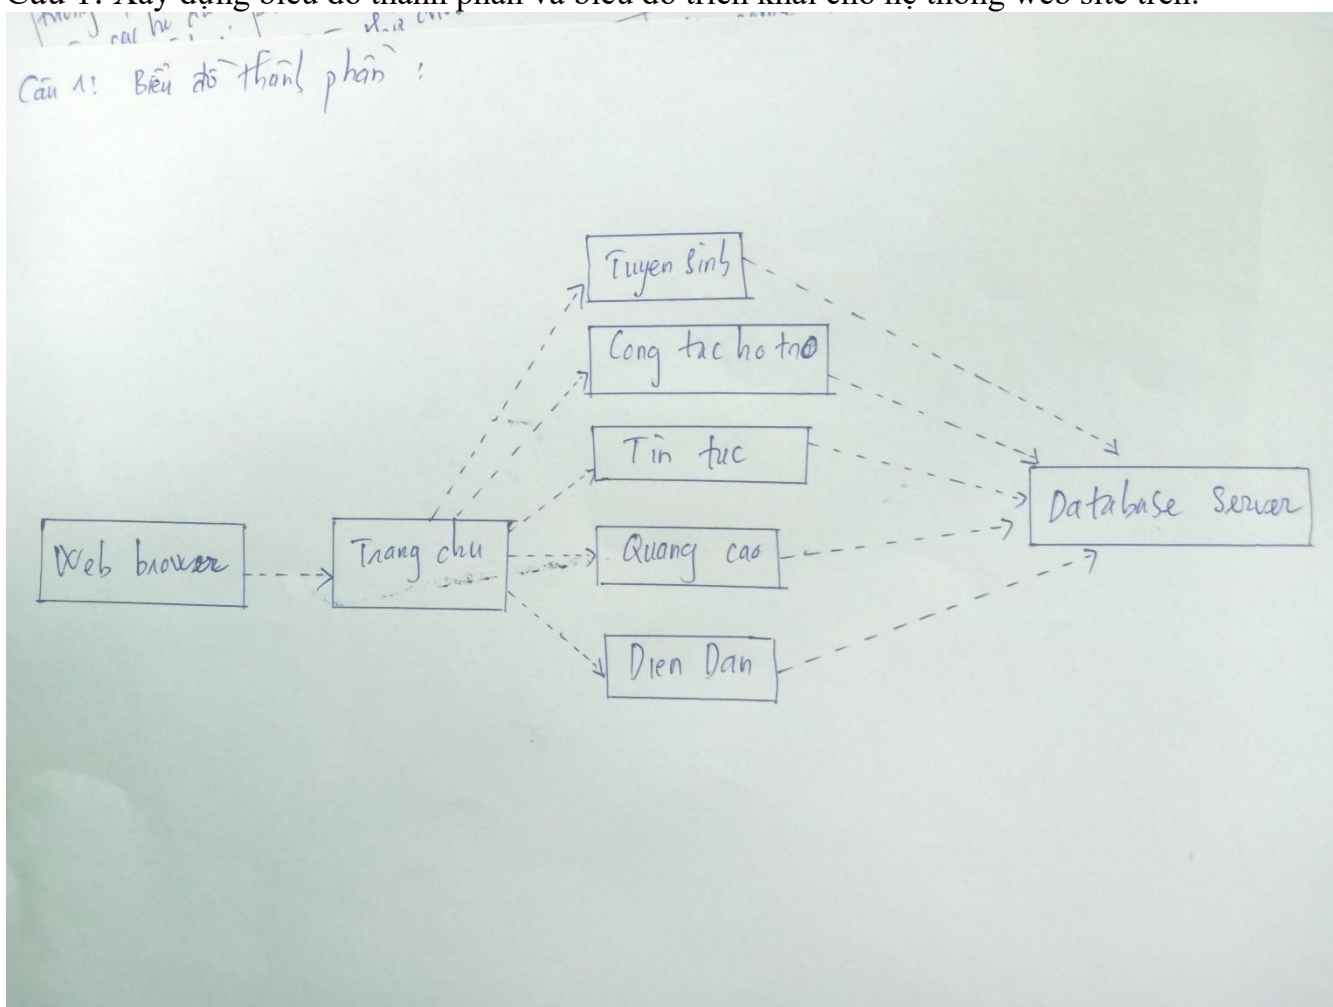 Câu 1: Xây dựng biểu đồ thành phần và biểu đồ triển khai cho hệ thống web site trên.
Câu 1: Biểu đồ thành phần :
Tuyen Sinh
Cong tac ho tro
Tin tuc
Web browser
Trang chu
Quang cao
Database Server
Dien Dan